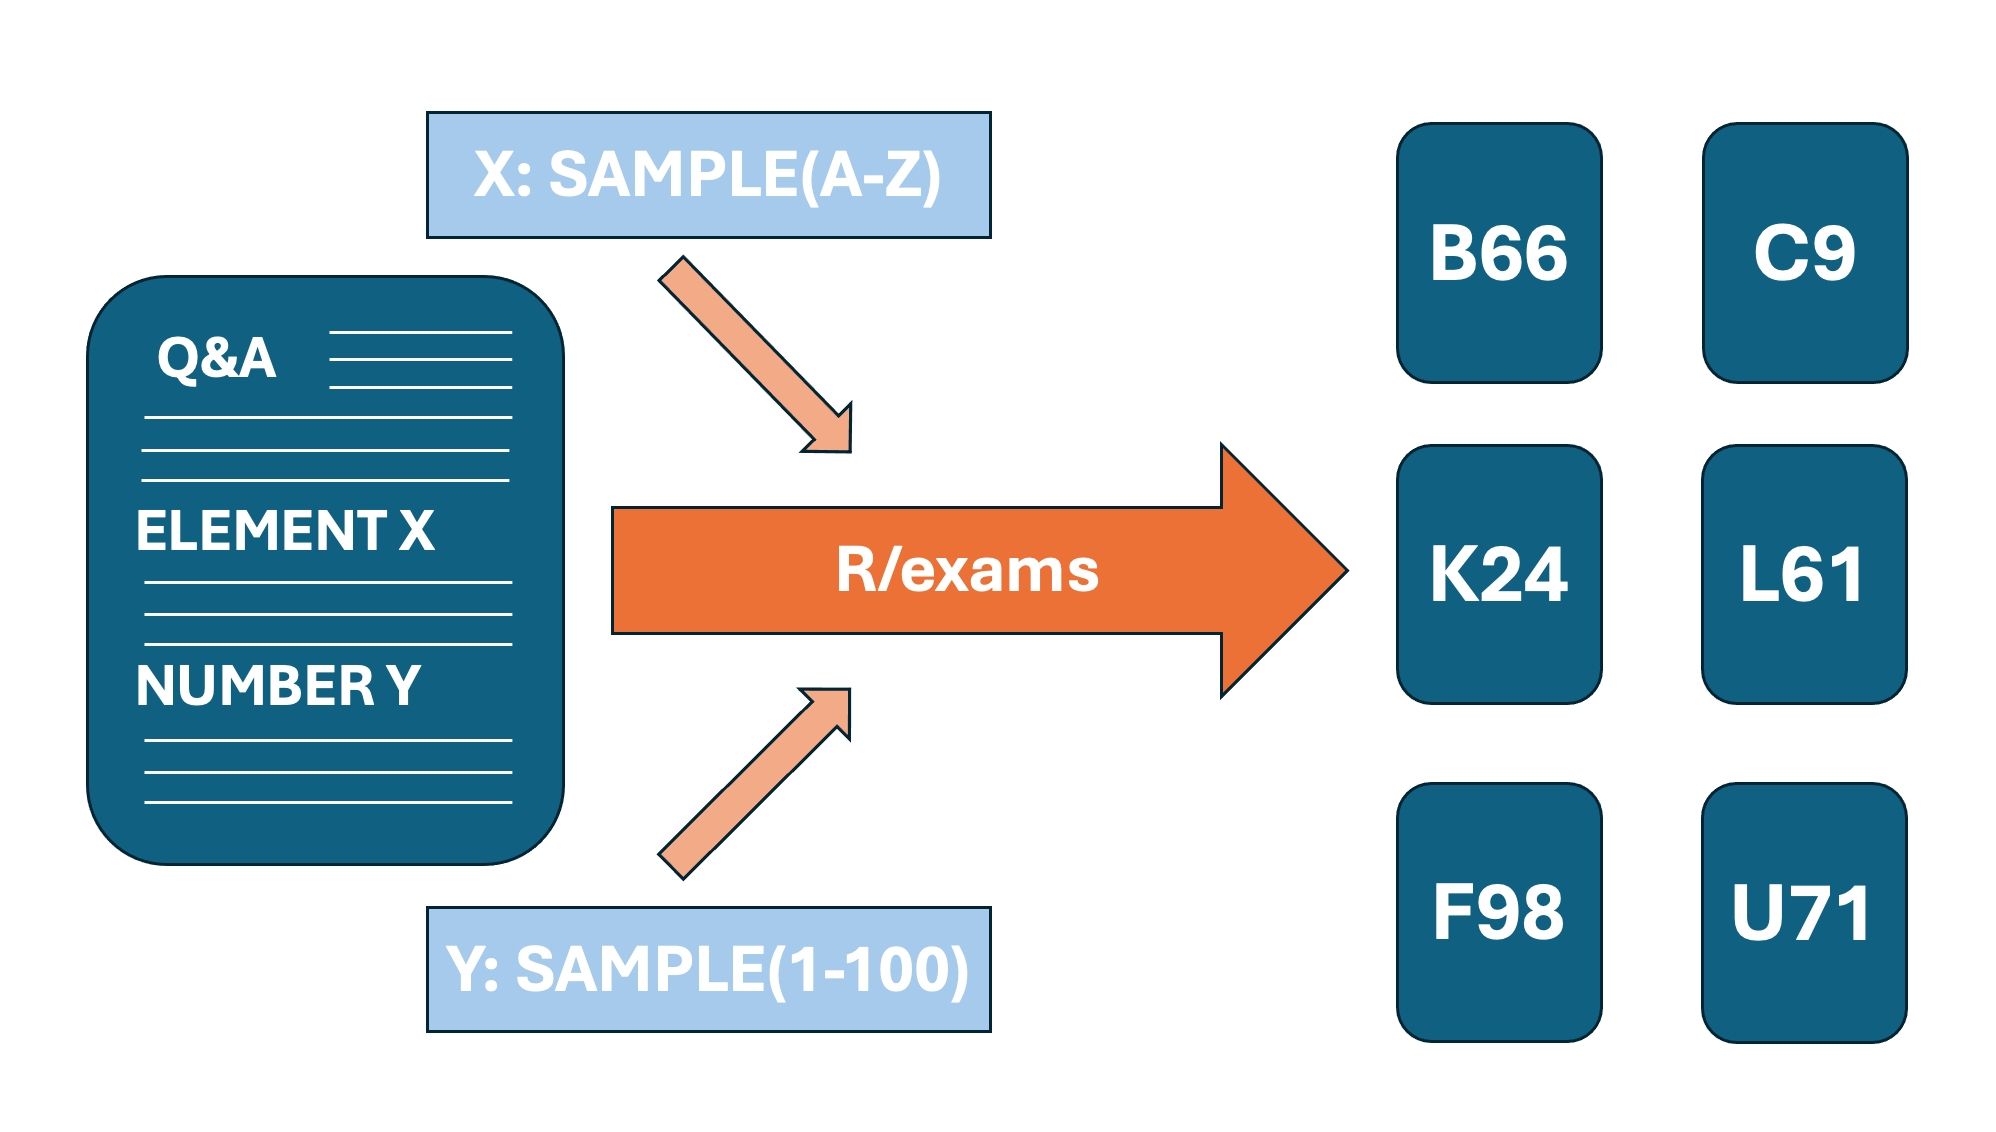 X: SAMPLE(A-Z)
Q&A
ELEMENT X
NUMBER Y
R/exams
Y: SAMPLE(1-100)
B66
C9
K24
L61
F98
U71